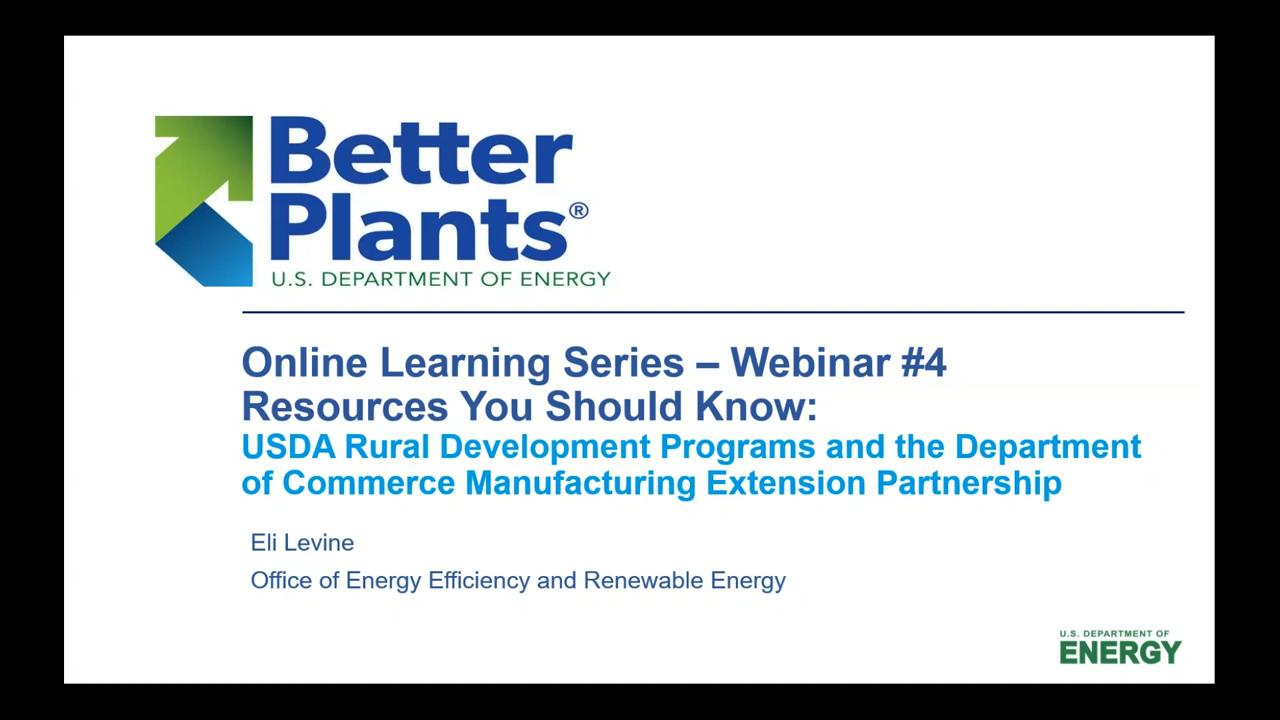 Better
Plants®
U.S. DEPARTMENT OF ENERGY
Online Learning Series – Webinar #4
Resources You Should Know:
USDA Rural Development Programs and the Department
of Commerce Manufacturing Extension Partnership
Eli Levine
Office of Energy Efficiency and Renewable Energy
U.S. DEPARTMENT OF
ENERGY